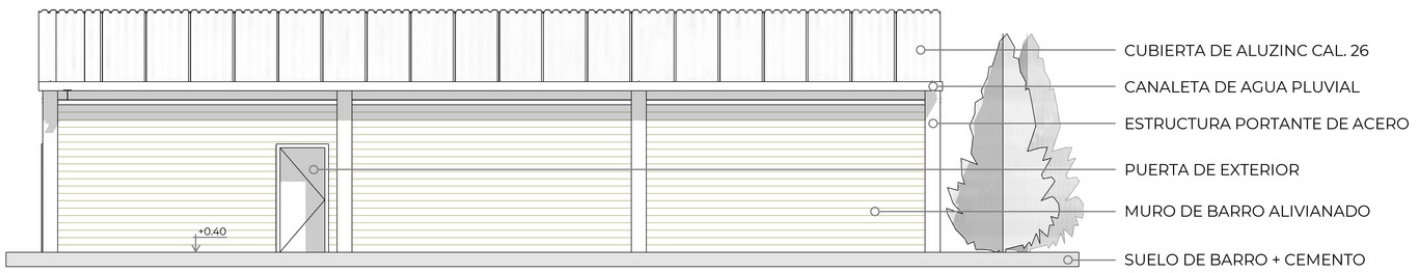 CUBIERTA DE ALUZINC CAL. 26
CANALETA DE AGUA PLUVIAL
ESTRUCTURA PORTANTE DE ACERO
PUERTA DE EXTERIOR
MURO DE BARRO ALIVIANADO
+0.40
SUELO DE BARRO + CEMENTO